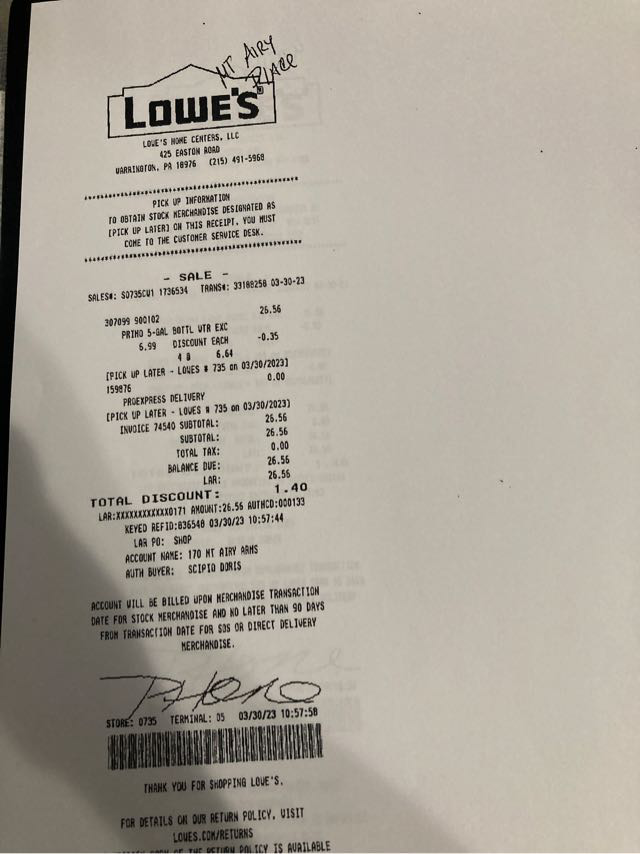 MT AIRY
PLACE
LOWE'S
LOWE'S HOME CENTERS, LLC
425 EASTON ROAD
WARRINGTON, PA 18976 (215) 491-5968
PICK UP INFORMATION
TO OBTAIN STOCK MERCHANDISE DESIGNATED AS
[PICK UP LATER] ON THIS RECEIPT, YOU MUST
COME TO THE CUSTOMER SERVICE DESK.
- SALE -
SALES#: S0735CW1 1736534 TRANS#: 33188258 03-30-23
307099 900102 26.56
PRIMO 5-GAL BOTTL WTR EXC
6.99 DISCOUNT EACH -0.35
4 @ 6.64
[PICK UP LATER - LOWES # 735 on 03/30/2023]
159876 0.00
PROEXPRESS DELIVERY
[PICK UP LATER - LOWES # 735 on 03/30/2023]
INVOICE 74540 SUBTOTAL: 26.56
SUBTOTAL: 26.56
TOTAL TAX: 0.00
BALANCE DUE: 26.56
LAR: 26.56
TOTAL DISCOUNT: 1.40
LAR:XXXXXXXXXXXX0171 AMOUNT:26.56 AUTHCD:000133
KEYED REFID:836548 03/30/23 10:57:44
LAR PO: SHOP
ACCOUNT NAME: 170 MT AIRY ARMS
AUTH BUYER: SCIPIO DORIS
ACCOUNT WILL BE BILLED UPON MERCHANDISE TRANSACTION
DATE FOR STOCK MERCHANDISE AND NO LATER THAN 90 DAYS
FROM TRANSACTION DATE FOR SOS OR DIRECT DELIVERY
MERCHANDISE.
Phone
STORE: 0735 TERMINAL: 05 03/30/23 10:57:58
THANK YOU FOR SHOPPING LOWE'S.
FOR DETAILS ON OUR RETURN POLICY, VISIT
LOWES.COM/RETURNS
COPY OF THE RETURN POLICY IS AVAILABLE